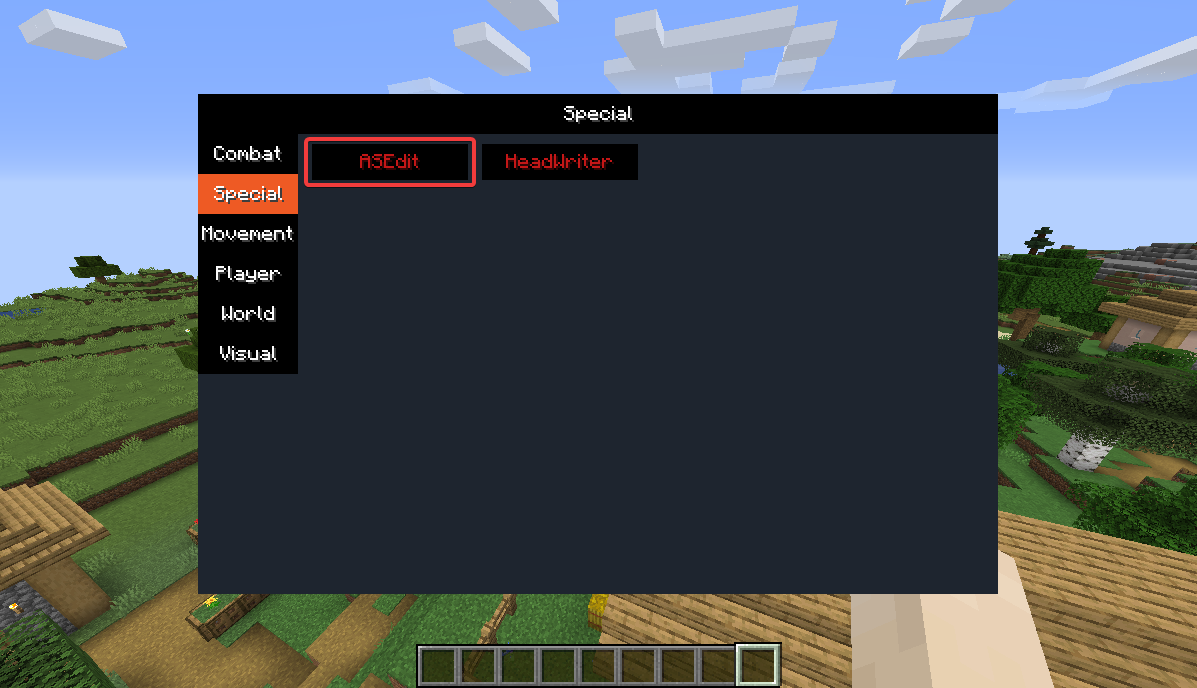 Special
Combat
ASEdit
HeadWriter
Special
Movement
Player
World
Visual